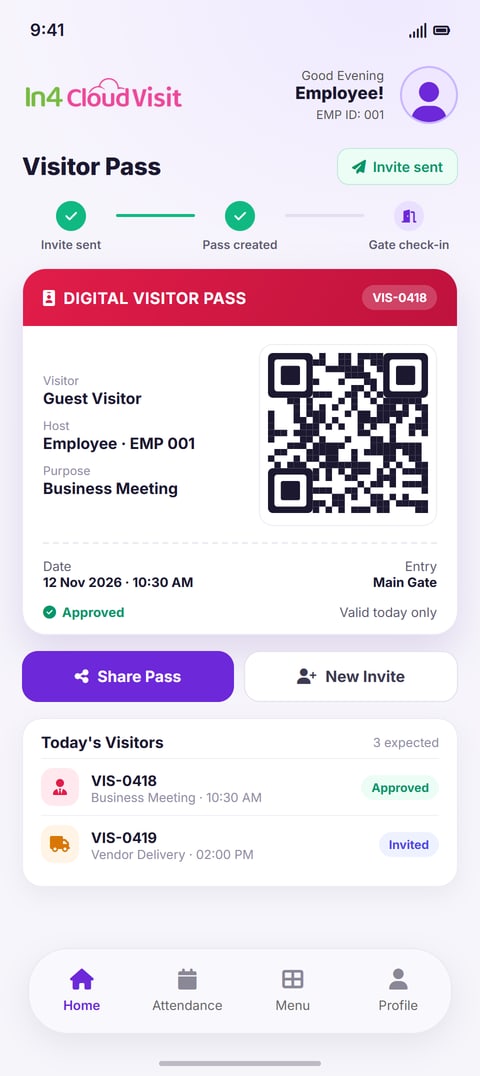 9:41
In4 Cloud Visit
Good Evening
Employee!
EMP ID: 001
Visitor Pass
Invite sent
Invite sent
Pass created
Gate check-in
DIGITAL VISITOR PASS
VIS-0418
Visitor
Guest Visitor
Host
Employee · EMP 001
Purpose
Business Meeting
Date
12 Nov 2026 · 10:30 AM
Entry
Main Gate
Approved
Valid today only
Share Pass
New Invite
Today's Visitors
3 expected
VIS-0418
Business Meeting · 10:30 AM
Approved
VIS-0419
Vendor Delivery · 02:00 PM
Invited
Home
Attendance
Menu
Profile